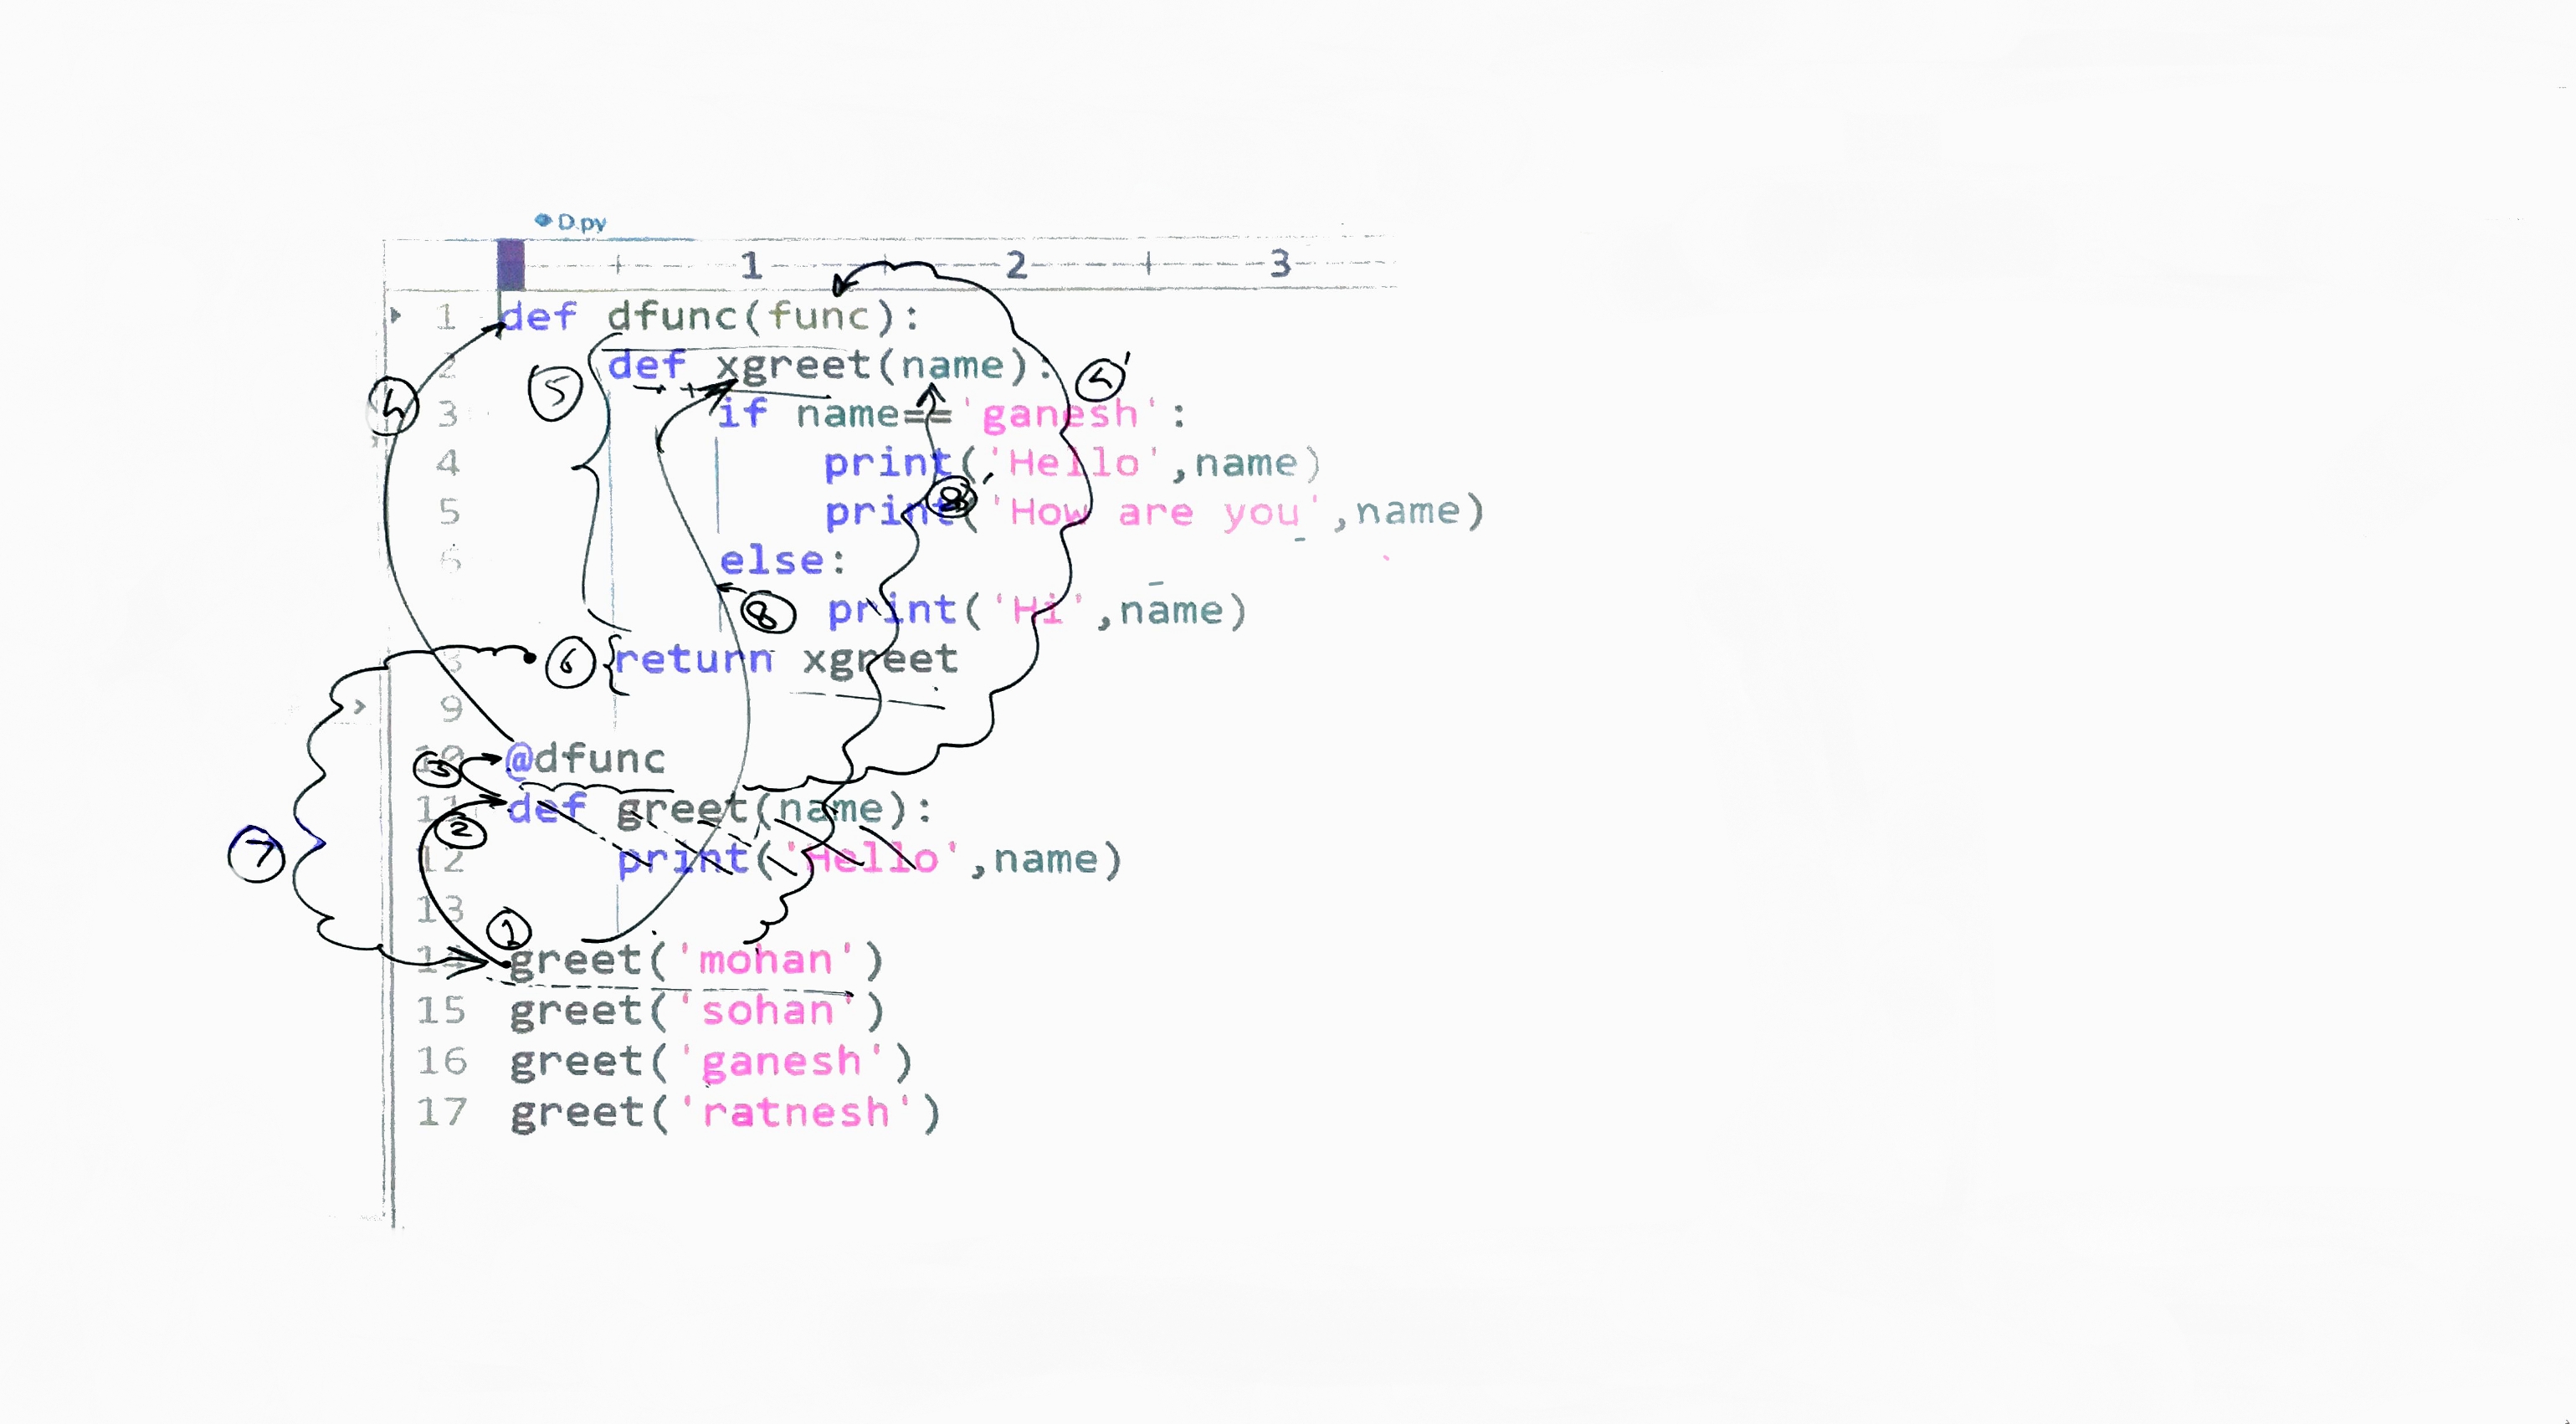 D.py
1 2 3
1 def dfunc(func):
2 def xgreet(name):
3 if name=='ganesh':
4 print('Hello',name)
5 print('How are you',name)
6 else:
print('Hi',name)
8 return xgreet
9
10 @dfunc
11 def greet(name):
12 print('Hello',name)
13
14 greet('mohan')
15 greet('sohan')
16 greet('ganesh')
17 greet('ratnesh')
4
5
4'
8'
8
6
3
2
7
1